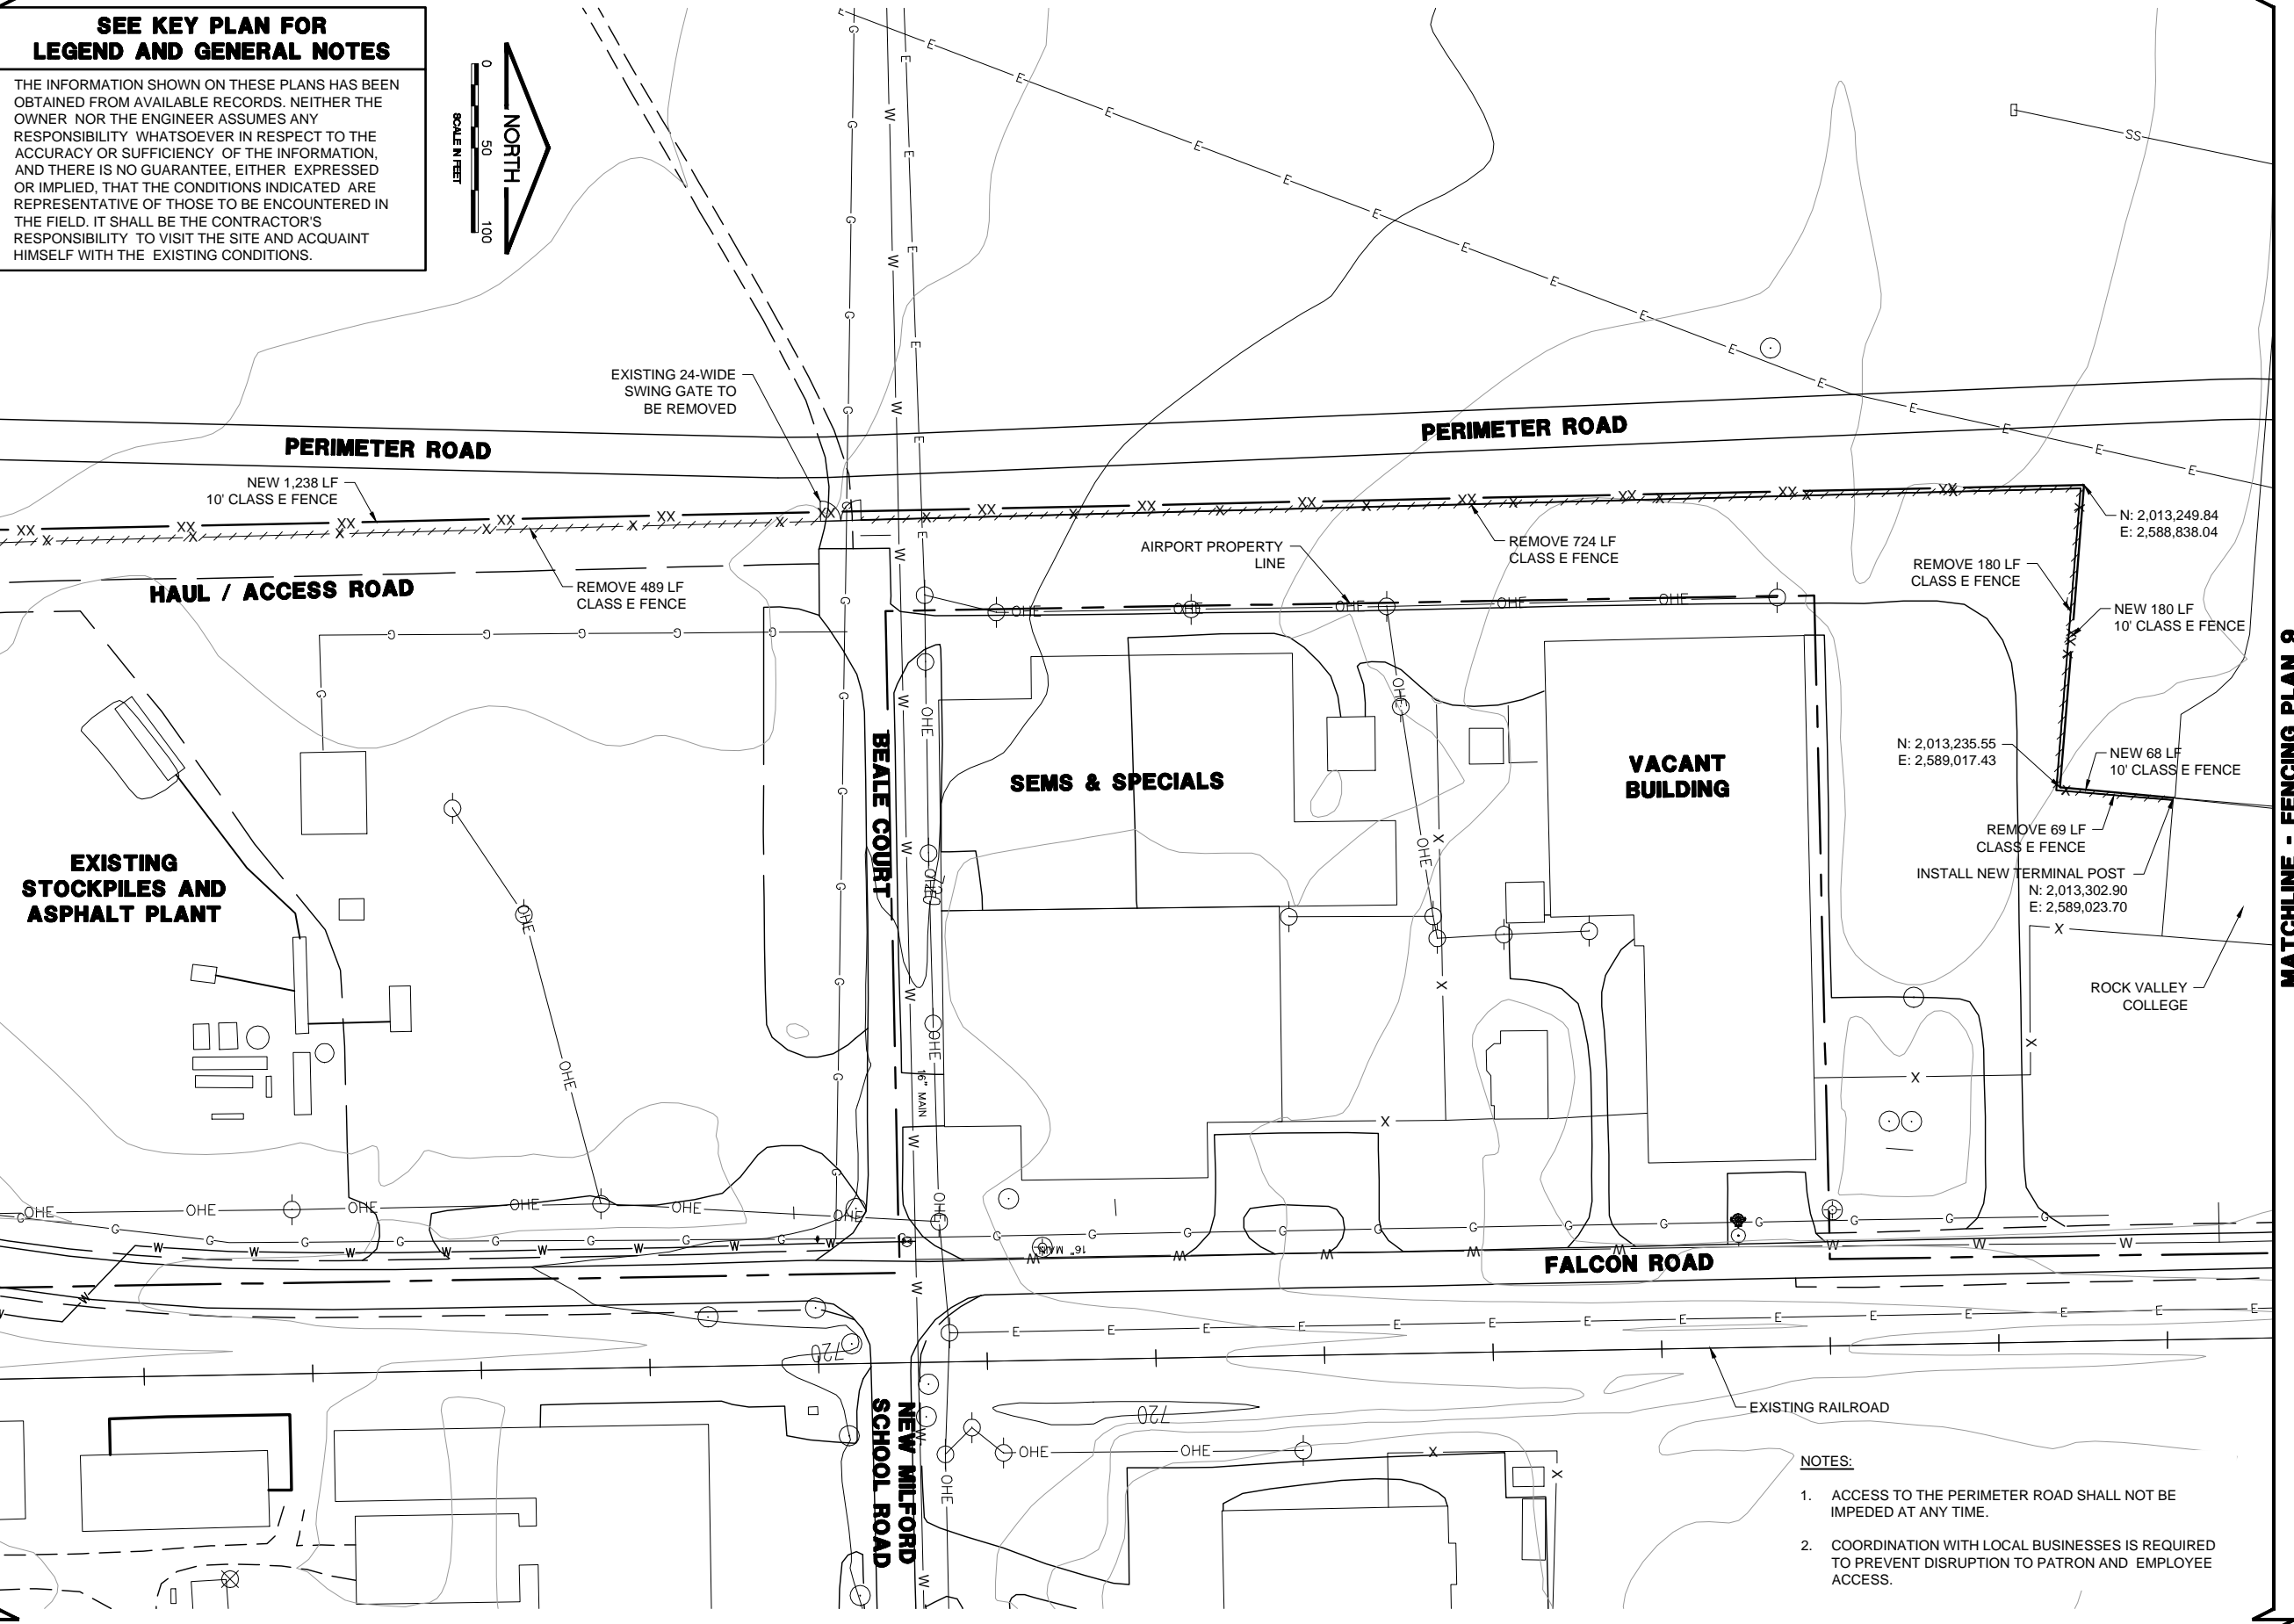 SEE KEY PLAN FOR
LEGEND AND GENERAL NOTES
THE INFORMATION SHOWN ON THESE PLANS HAS BEEN
OBTAINED FROM AVAILABLE RECORDS. NEITHER THE
OWNER NOR THE ENGINEER ASSUMES ANY
RESPONSIBILITY WHATSOEVER IN RESPECT TO THE
ACCURACY OR SUFFICIENCY OF THE INFORMATION,
AND THERE IS NO GUARANTEE, EITHER EXPRESSED
OR IMPLIED, THAT THE CONDITIONS INDICATED ARE
REPRESENTATIVE OF THOSE TO BE ENCOUNTERED IN
THE FIELD. IT SHALL BE THE CONTRACTOR'S
RESPONSIBILITY TO VISIT THE SITE AND ACQUAINT
HIMSELF WITH THE EXISTING CONDITIONS.
0 50 100
SCALE IN FEET
NORTH
SS
EXISTING 24-WIDE
SWING GATE TO
BE REMOVED
PERIMETER ROAD
PERIMETER ROAD
NEW 1,238 LF
10' CLASS E FENCE
HAUL / ACCESS ROAD
REMOVE 489 LF
CLASS E FENCE
AIRPORT PROPERTY
LINE
REMOVE 724 LF
CLASS E FENCE
N: 2,013,249.84
E: 2,588,838.04
REMOVE 180 LF
CLASS E FENCE
NEW 180 LF
10' CLASS E FENCE
MATCHLINE - FENCING PLAN 9
BEALE COURT
SEMS & SPECIALS
VACANT
BUILDING
N: 2,013,235.55
E: 2,589,017.43
NEW 68 LF
10' CLASS E FENCE
REMOVE 69 LF
CLASS E FENCE
INSTALL NEW TERMINAL POST
N: 2,013,302.90
E: 2,589,023.70
EXISTING
STOCKPILES AND
ASPHALT PLANT
ROCK VALLEY
COLLEGE
16" MAIN
16" MAIN
FALCON ROAD
720
720
720
EXISTING RAILROAD
NEW MILFORD
SCHOOL ROAD
NOTES:
1. ACCESS TO THE PERIMETER ROAD SHALL NOT BE
IMPEDED AT ANY TIME.
2. COORDINATION WITH LOCAL BUSINESSES IS REQUIRED
TO PREVENT DISRUPTION TO PATRON AND EMPLOYEE
ACCESS.